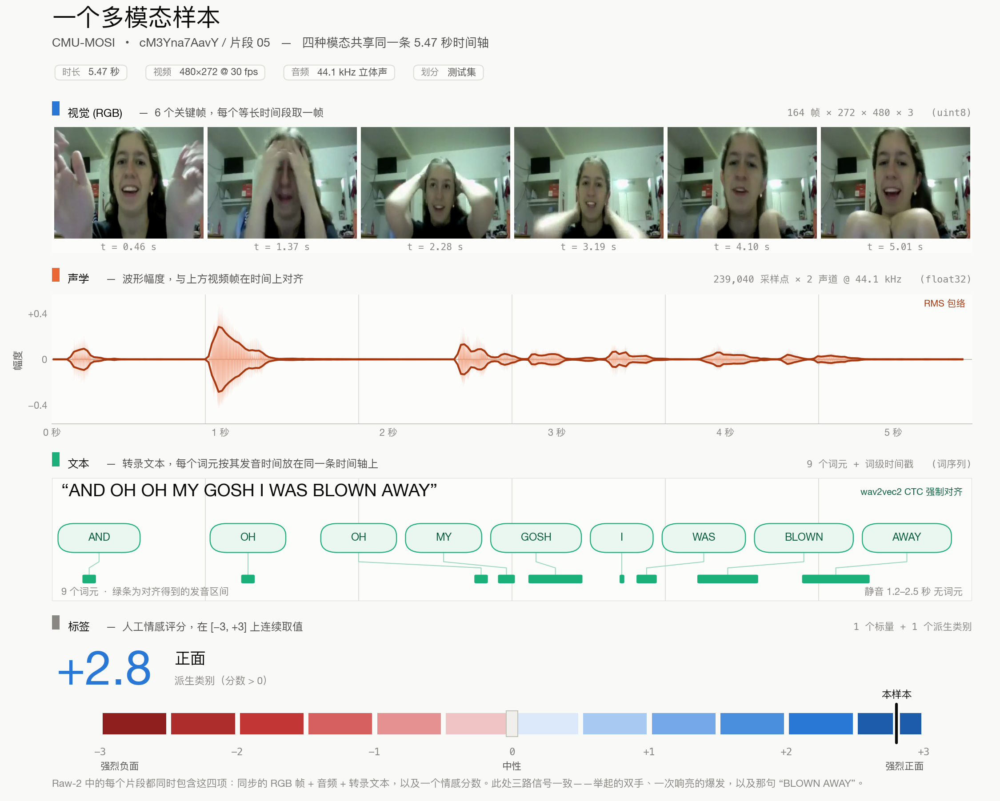 一个多模态样本
CMU-MOSI • cM3Yna7AavY / 片段 05 — 四种模态共享同一条 5.47 秒时间轴
时长 5.47 秒 视频 480×272 @ 30 fps 音频 44.1 kHz 立体声 划分 测试集
视觉 (RGB) — 6 个关键帧，每个等长时间段取一帧 164 帧 × 272 × 480 × 3 (uint8)
t = 0.46 s t = 1.37 s t = 2.28 s t = 3.19 s t = 4.10 s t = 5.01 s
声学 — 波形幅度，与上方视频帧在时间上对齐 239,040 采样点 × 2 声道 @ 44.1 kHz (float32)
RMS 包络
+0.4
幅度
0
−0.4
0 秒 1 秒 2 秒 3 秒 4 秒 5 秒
文本 — 转录文本，每个词元按其发音时间放在同一条时间轴上 9 个词元 + 词级时间戳 (词序列)
“AND OH OH MY GOSH I WAS BLOWN AWAY” wav2vec2 CTC 强制对齐
AND OH OH MY GOSH I WAS BLOWN AWAY
9 个词元 · 绿条为对齐得到的发音区间 静音 1.2–2.5 秒 无词元
标签 — 人工情感评分，在 [−3, +3] 上连续取值 1 个标量 + 1 个派生类别
+2.8 正面
派生类别（分数 > 0）
本样本
−3 −2 −1 0 +1 +2 +3
强烈负面 中性 强烈正面
Raw-2 中的每个片段都同时包含这四项：同步的 RGB 帧 + 音频 + 转录文本，以及一个情感分数。此处三路信号一致——举起的双手、一次响亮的爆发，以及那句 “BLOWN AWAY”。